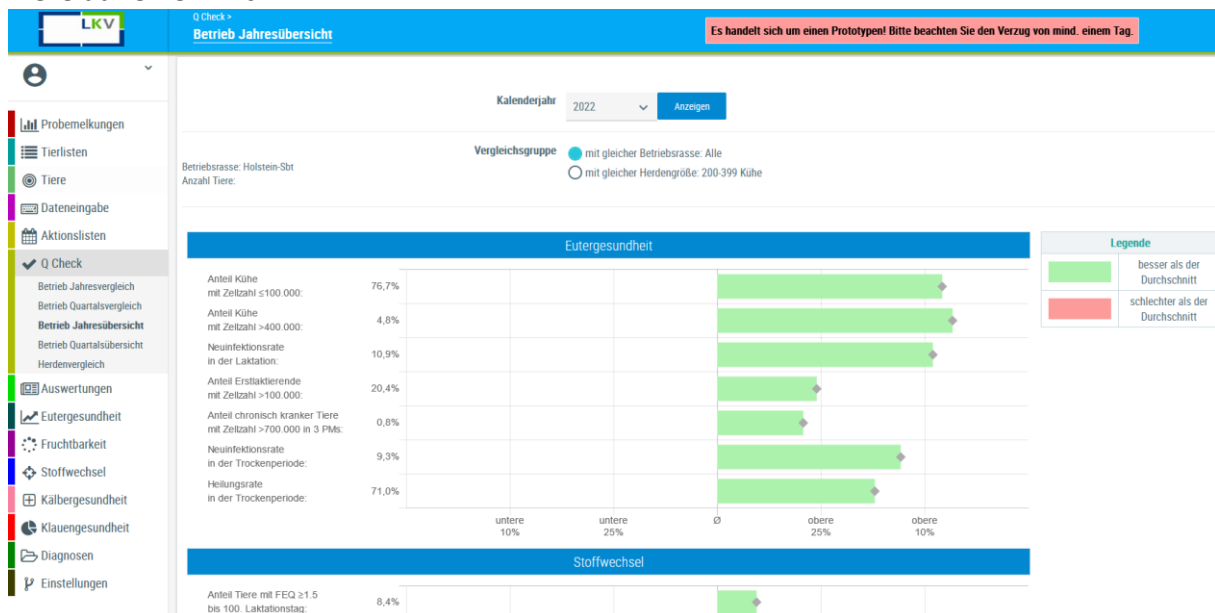 LKV
Q Check >
Betrieb Jahresübersicht
Es handelt sich um einen Prototypen! Bitte beachten Sie den Verzug von mind. einem Tag.
Probemelkungen
Tierlisten
Tiere
Dateneingabe
Aktionslisten
Q Check
Betrieb Jahresvergleich
Betrieb Quartalsvergleich
Betrieb Jahresübersicht
Betrieb Quartalsübersicht
Herdenvergleich
Auswertungen
Eutergesundheit
Fruchtbarkeit
Stoffwechsel
Kälbergesundheit
Klauengesundheit
Diagnosen
Einstellungen
Kalenderjahr 2022 Anzeigen
Betriebsrasse: Holstein-Sbt
Anzahl Tiere:
Vergleichsgruppe mit gleicher Betriebsrasse: Alle
mit gleicher Herdengröße: 200-399 Kühe
Eutergesundheit
Anteil Kühe
mit Zellzahl ≤100.000: 76,7%
Anteil Kühe
mit Zellzahl >400.000: 4,8%
Neuinfektionsrate
in der Laktation: 10,9%
Anteil Erstlaktierende
mit Zellzahl >100.000: 20,4%
Anteil chronisch kranker Tiere
mit Zellzahl >700.000 in 3 PMs: 0,8%
Neuinfektionsrate
in der Trockenperiode: 9,3%
Heilungsrate
in der Trockenperiode: 71,0%
untere untere Ø obere obere
10% 25% 25% 10%
Legende
besser als der
Durchschnitt
schlechter als der
Durchschnitt
Stoffwechsel
Anteil Tiere mit FEQ ≥1.5
bis 100. Laktationstag: 8,4%